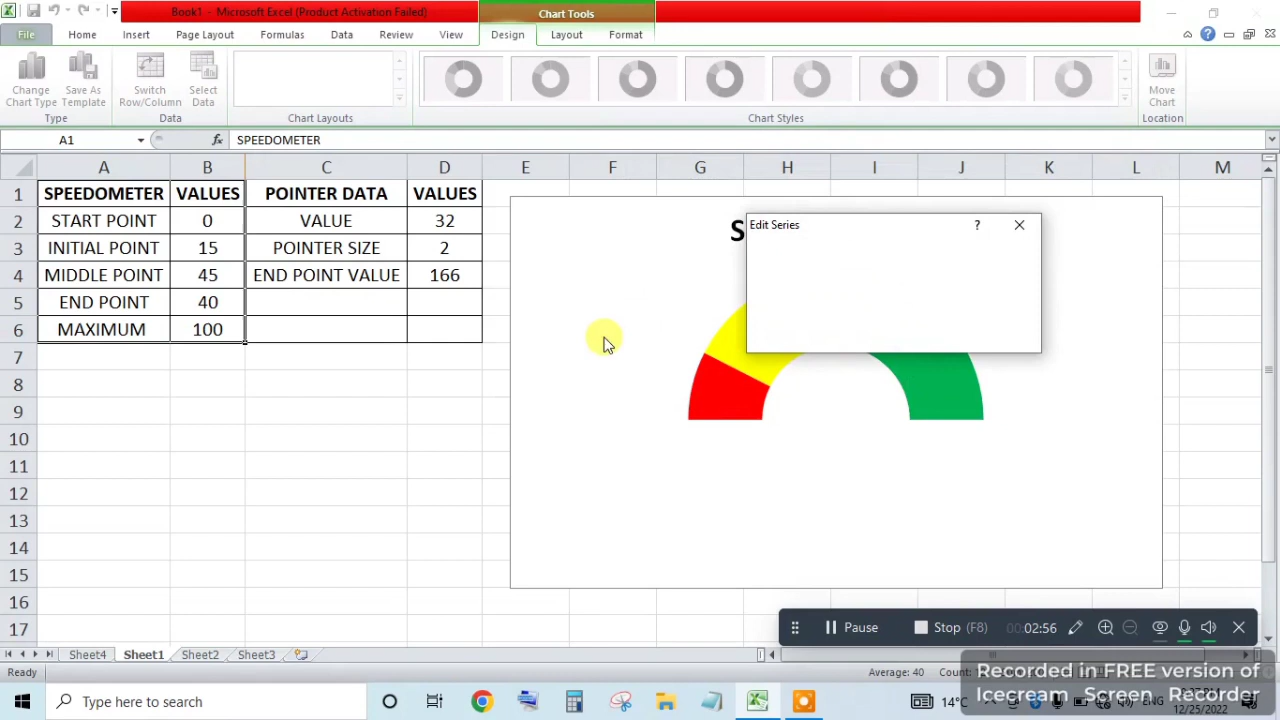 Book1 - Microsoft Excel (Product Activation Failed)
Chart Tools
File Home Insert Page Layout Formulas Data Review View Design Layout Format
Change Chart Type
Save As Template
Switch Row/Column
Select Data
Move Chart
Type Data Chart Layouts Chart Styles Location
A1 fx SPEEDOMETER
A B C D E F G H I J K L M
1 SPEEDOMETER VALUES POINTER DATA VALUES
2 START POINT 0 VALUE 32
3 INITIAL POINT 15 POINTER SIZE 2
4 MIDDLE POINT 45 END POINT VALUE 166
5 END POINT 40
6 MAXIMUM 100
7
8
9
10
11
12
13
14
15
16
17
S
Edit Series ?
Pause Stop (F8) 00:02:56
Sheet4 Sheet1 Sheet2 Sheet3
Ready Average: 40
Recorded in FREE version of
Icecream Screen Recorder
Type here to search
14°C ENG
12/25/2022